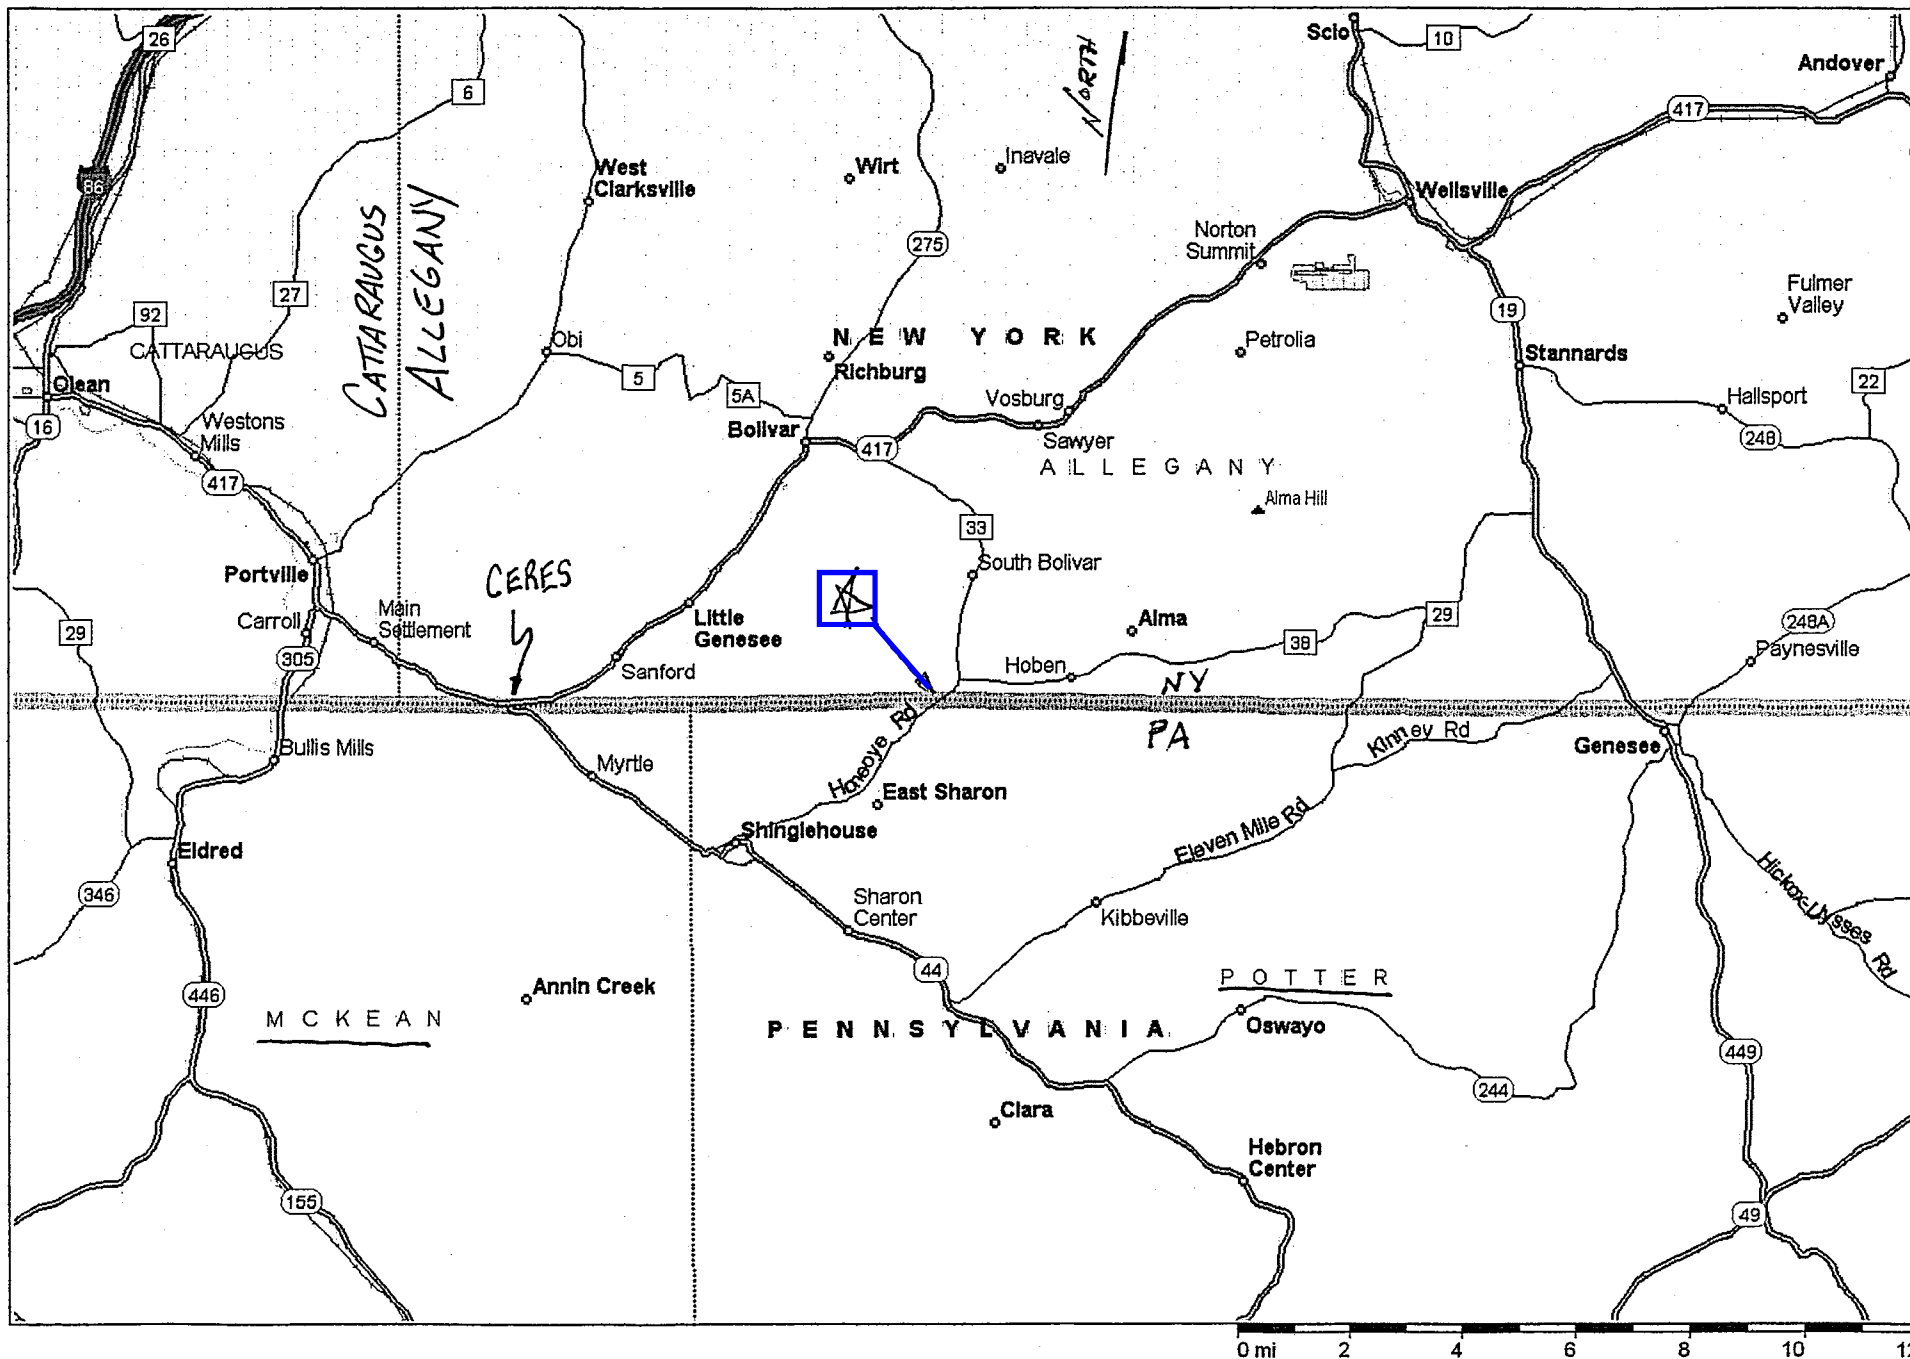 26
Scio
10
Andover
6
NORTH
417
86
West
Clarksville
Wirt
Inavale
Wellsville
CATTARAUGUS
ALLEGANY
Norton
Summit
275
27
92
Fulmer
Valley
19
CATTARAUGUS
Obi
NEW YORK
Petrolia
Richburg
Stannards
Olean
5
5A
Vosburg
Hallsport
22
16
Westons
Mills
Bolivar
417
Sawyer
248
ALLEGANY
417
Alma Hill
33
Portville
CERES
South Bolivar
Carroll
Main
Settlement
Little
Genesee
Alma
29
248A
29
305
Sanford
Hoben
38
Paynesville
NY
PA
Honeoye Rd
Kinney Rd
Genesee
Bullis Mills
Myrtle
East Sharon
Shinglehouse
Eleven Mile Rd
Eldred
Hickox-Ulysses Rd
346
Sharon
Center
Kibbeville
44
POTTER
Annin Creek
446
MCKEAN
PENNSYLVANIA
Oswayo
449
244
Clara
Hebron
Center
155
49
0 mi 2 4 6 8 10 12